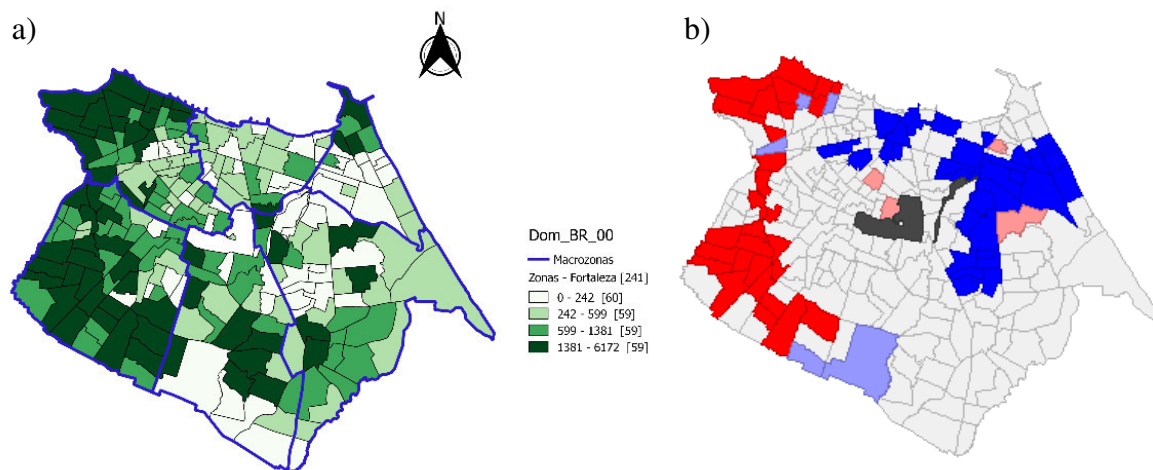 a)
N
b)
Dom_BR_00
Macrozonas
Zonas - Fortaleza [241]
0 - 242 [60]
242 - 599 [59]
599 - 1381 [59]
1381 - 6172 [59]